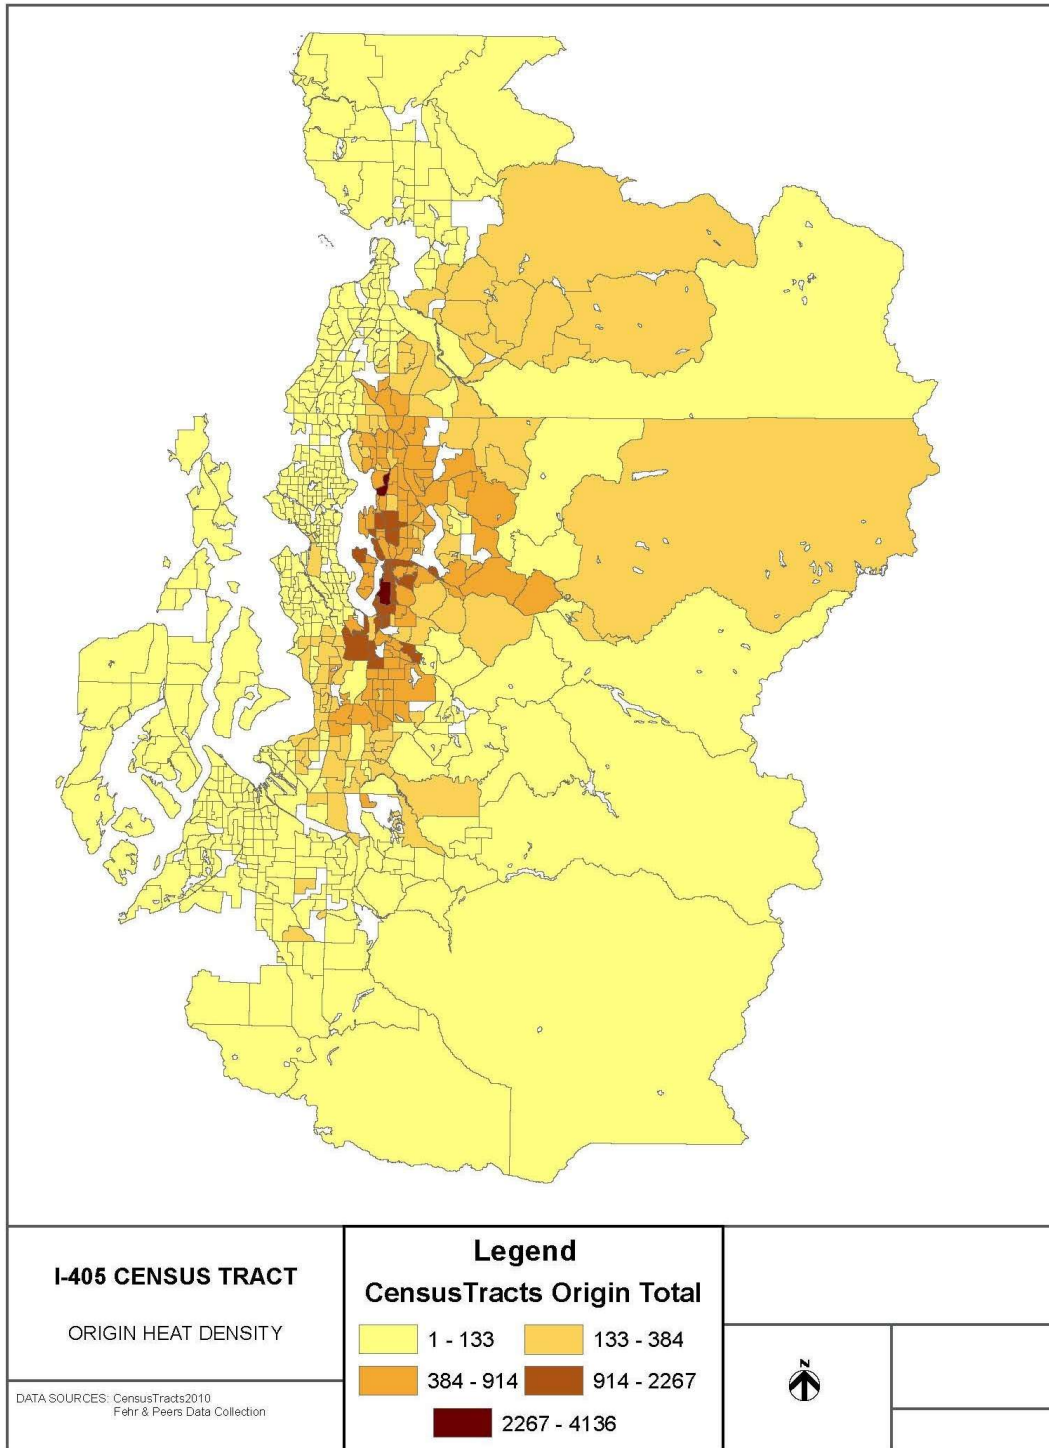 I-405 CENSUS TRACT
ORIGIN HEAT DENSITY
DATA SOURCES: CensusTracts2010
Fehr & Peers Data Collection
Legend
CensusTracts Origin Total
1 - 133
133 - 384
384 - 914
914 - 2267
2267 - 4136
N